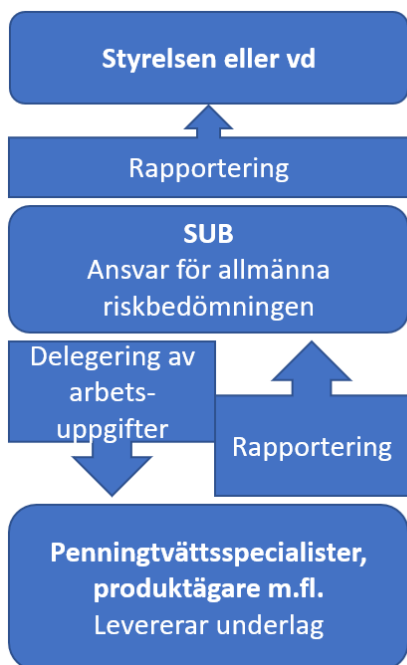 Styrelsen eller vd
Rapportering
SUB
Ansvar för allmänna
riskbedömningen
Delegering av
arbets-
uppgifter
Rapportering
Penningtvättsspecialister,
produktägare m.fl.
Levererar underlag